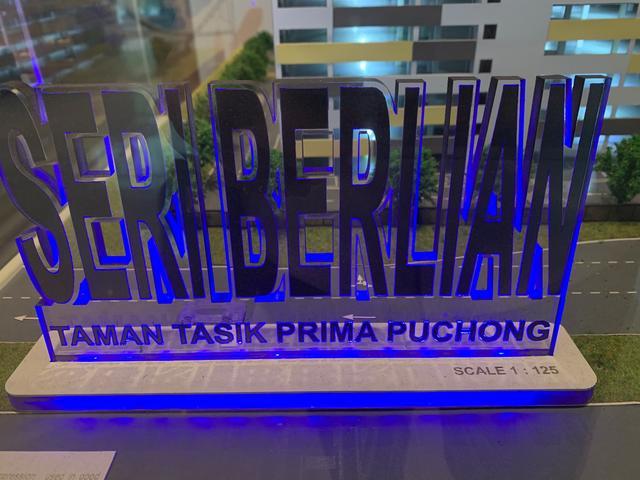 SERI BERLIAN
TAMAN TASIK PRIMA PUCHONG
SCALE 1 : 125